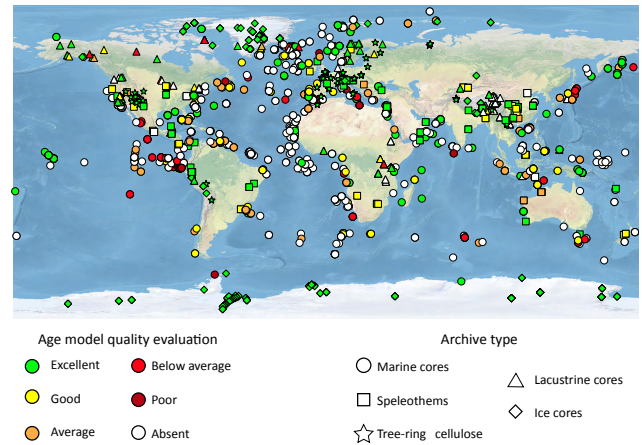 Age model quality evaluation
Archive type
Excellent
Below average
Marine cores
Lacustrine cores
Good
Poor
Speleothems
Ice cores
Average
Absent
Tree-ring cellulose